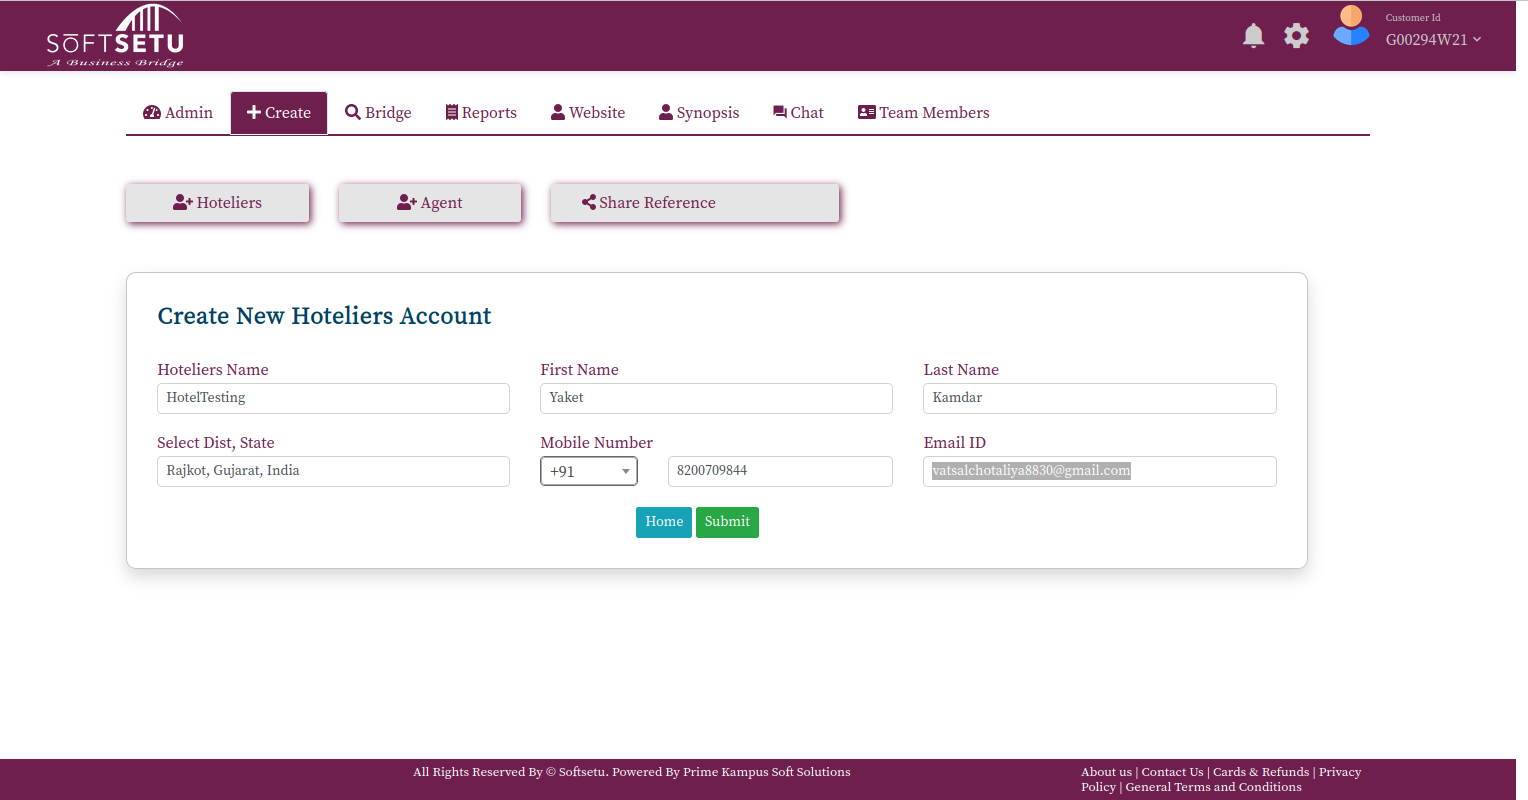 SOFTSETU
A Business Bridge
Customer Id
G00294W21
Admin Create Bridge Reports Website Synopsis Chat Team Members
Hoteliers Agent Share Reference
Create New Hoteliers Account
Hoteliers Name First Name Last Name
HotelTesting Yaket Kamdar
Select Dist, State Mobile Number Email ID
Rajkot, Gujarat, India +91 8200709844 vatsalchotaliya8830@gmail.com
Home Submit
All Rights Reserved By © Softsetu. Powered By Prime Kampus Soft Solutions
About us | Contact Us | Cards & Refunds | Privacy
Policy | General Terms and Conditions